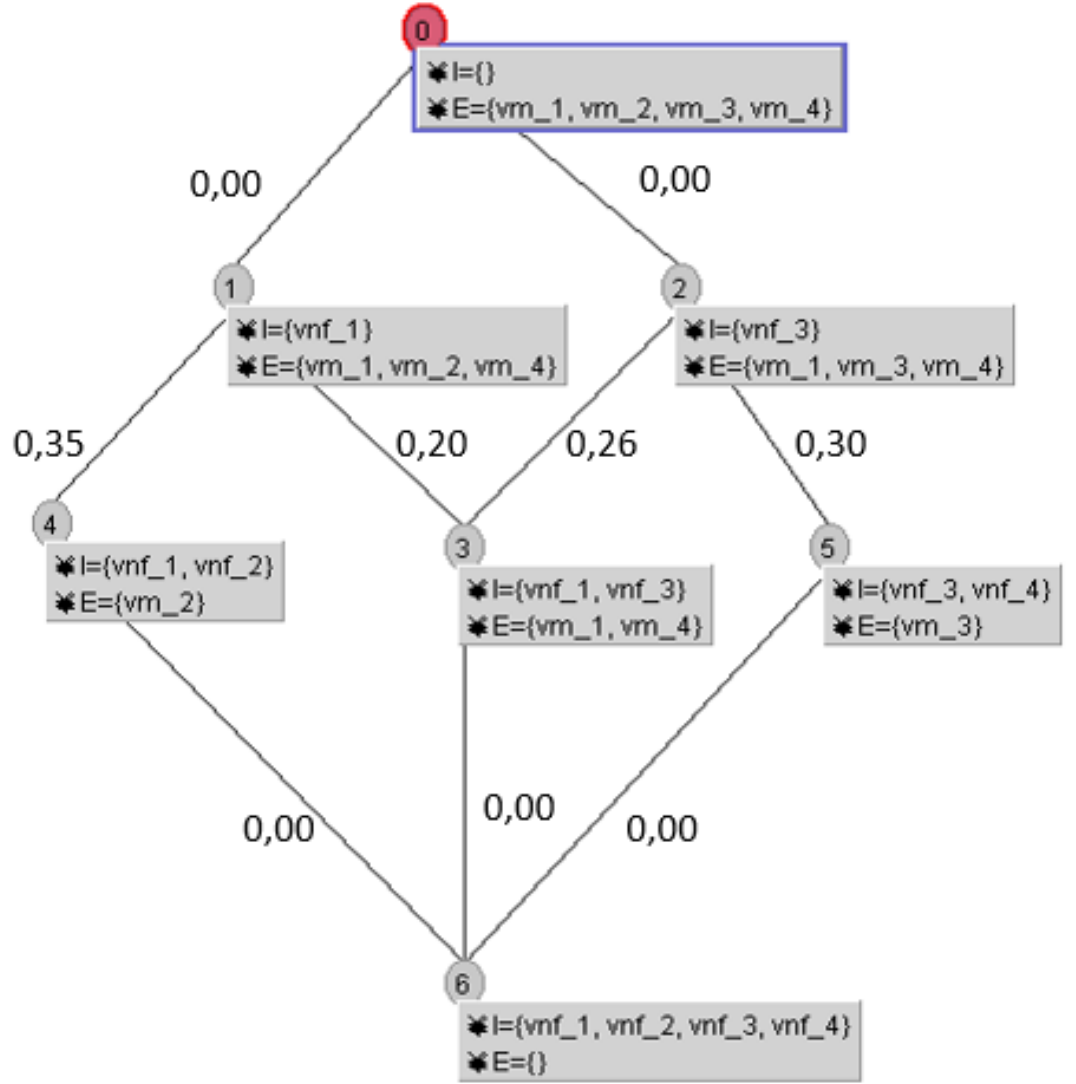 0
I={}
E={vm_1, vm_2, vm_3, vm_4}
0,00
0,00
1
I={vnf_1}
E={vm_1, vm_2, vm_4}
2
I={vnf_3}
E={vm_1, vm_3, vm_4}
0,35
0,20
0,26
0,30
4
I={vnf_1, vnf_2}
E={vm_2}
3
I={vnf_1, vnf_3}
E={vm_1, vm_4}
5
I={vnf_3, vnf_4}
E={vm_3}
0,00
0,00
0,00
6
I={vnf_1, vnf_2, vnf_3, vnf_4}
E={}